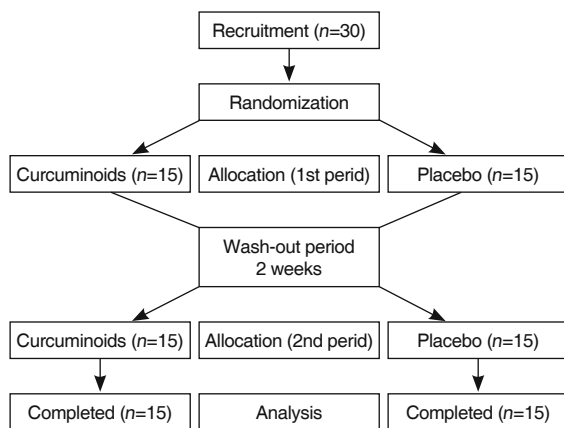 Recruitment (n=30)
Randomization
Curcuminoids (n=15)
Allocation (1st perid)
Placebo (n=15)
Wash-out period
2 weeks
Curcuminoids (n=15)
Allocation (2nd perid)
Placebo (n=15)
Completed (n=15)
Analysis
Completed (n=15)